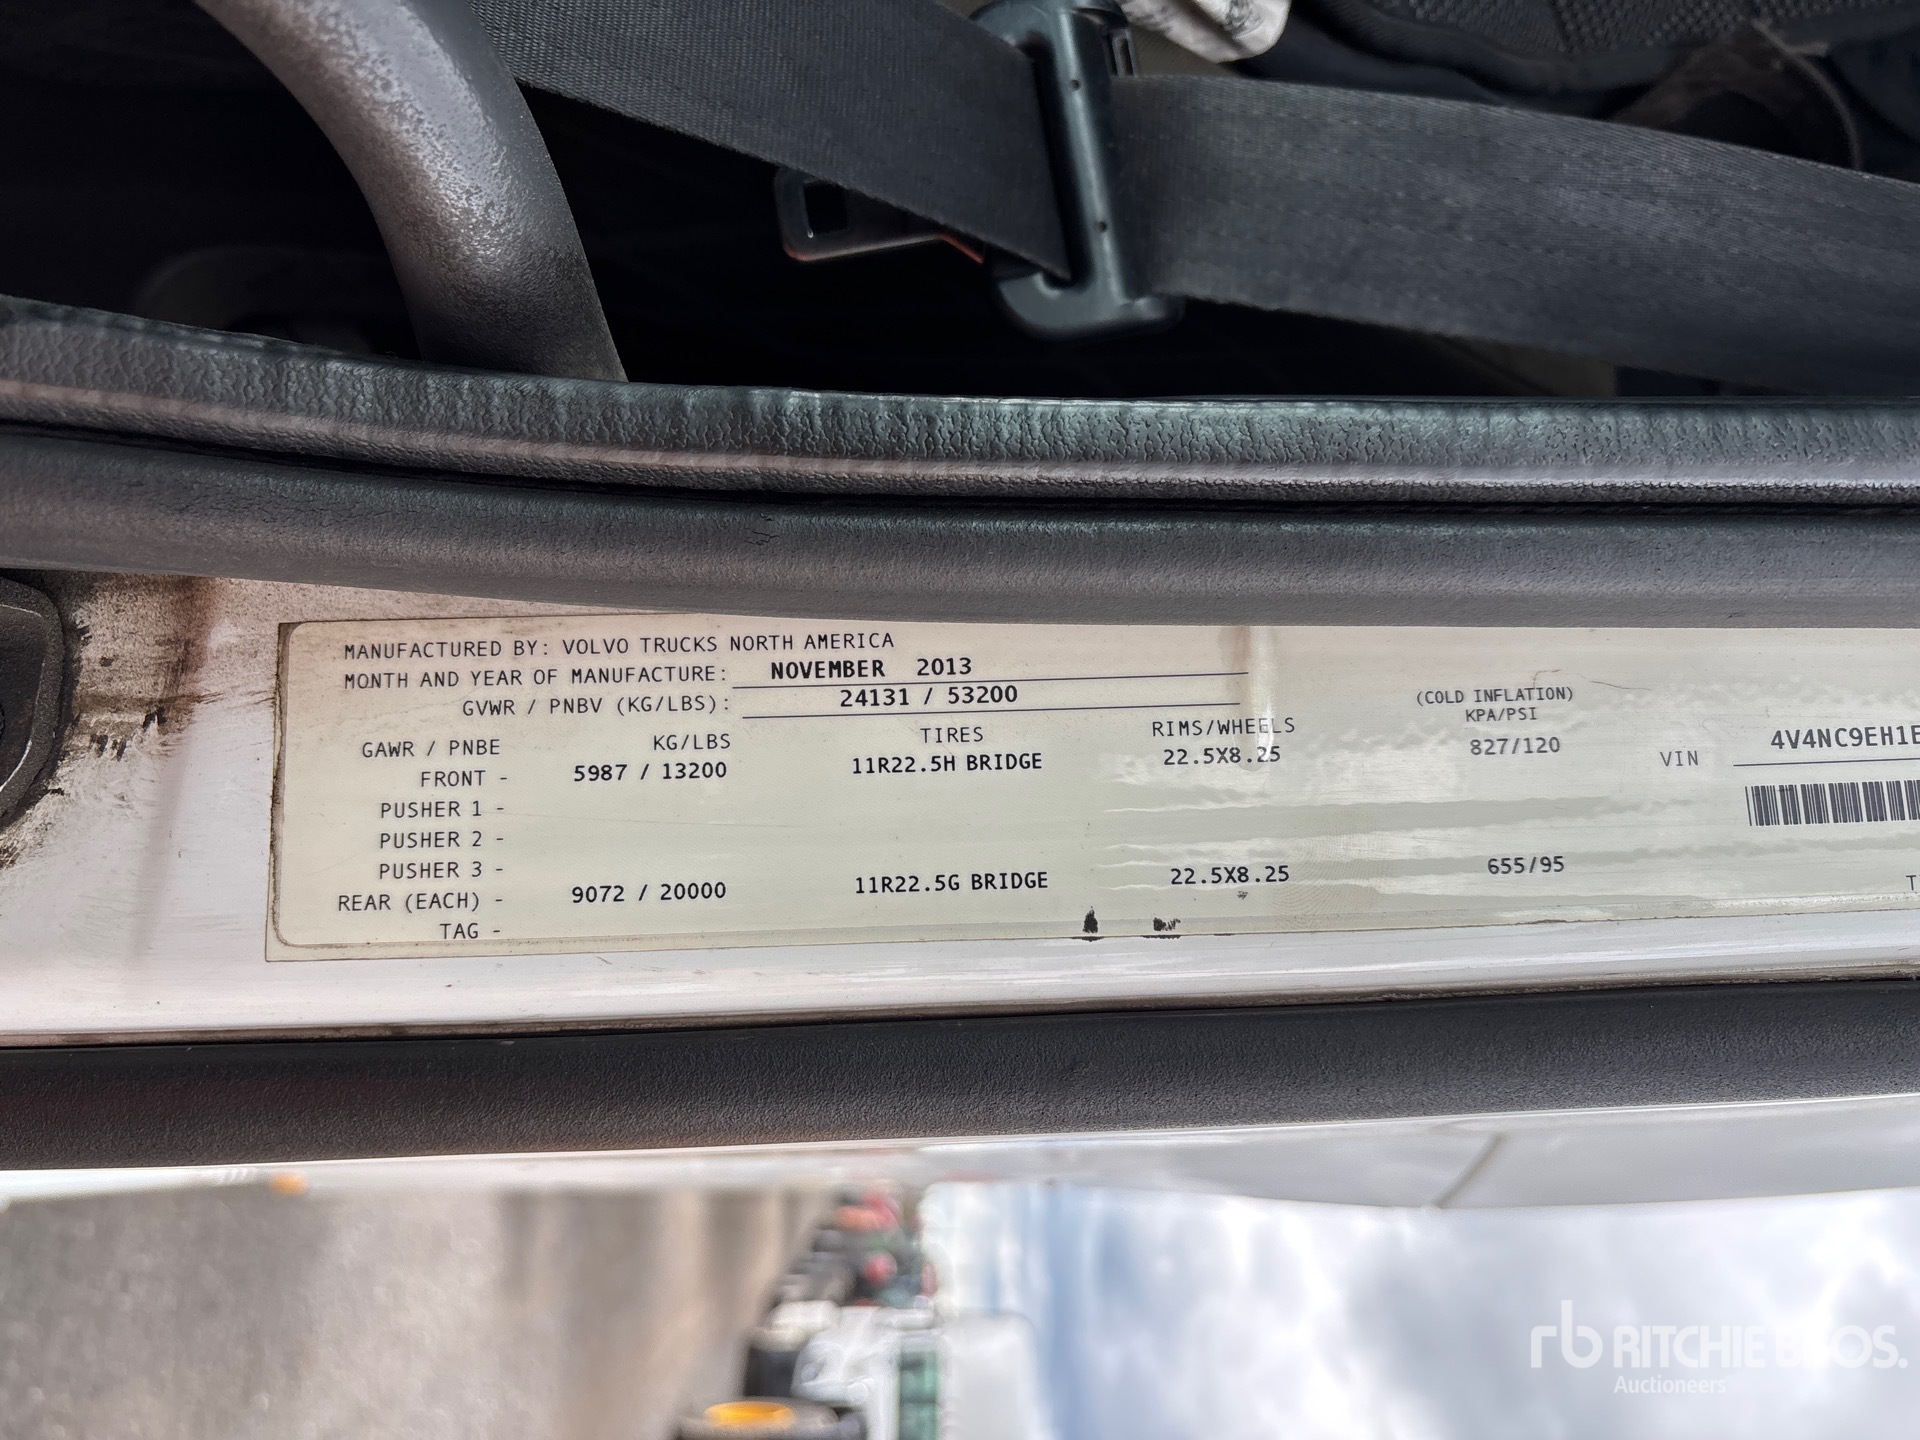 MANUFACTURED BY: VOLVO TRUCKS NORTH AMERICA
MONTH AND YEAR OF MANUFACTURE: NOVEMBER 2013
GVWR / PNBV (KG/LBS): 24131 / 53200
GAWR / PNBE KG/LBS TIRES RIMS/WHEELS (COLD INFLATION) KPA/PSI
FRONT - 5987 / 13200 11R22.5H BRIDGE 22.5X8.25 827/120
VIN 4V4NC9EH1E
PUSHER 1 -
PUSHER 2 -
PUSHER 3 -
REAR (EACH) - 9072 / 20000 11R22.5G BRIDGE 22.5X8.25 655/95
TAG -
rb RITCHIE BROS.
Auctioneers